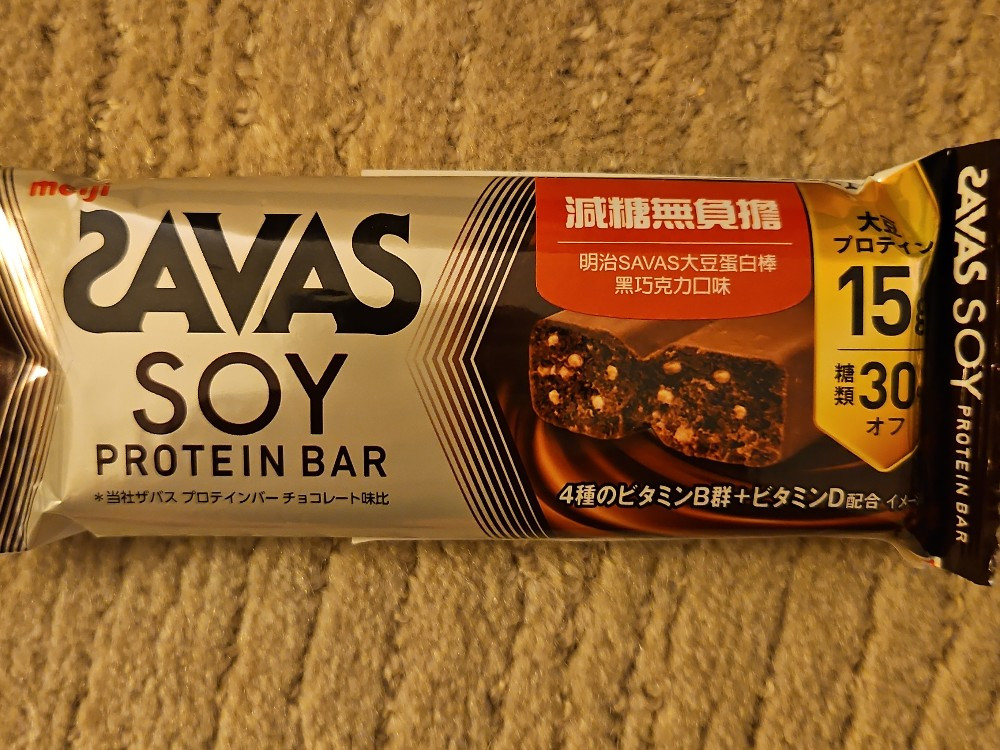 meiji
SAVAS
SOY
PROTEIN BAR
*当社ザバス プロテインバー チョコレート味比
減糖無負擔
明治SAVAS大豆蛋白棒
黑巧克力口味
大豆
プロテイン
15g
糖類30
オフ
4種のビタミンB群+ビタミンD配合
SAVAS SOY PROTEIN BAR